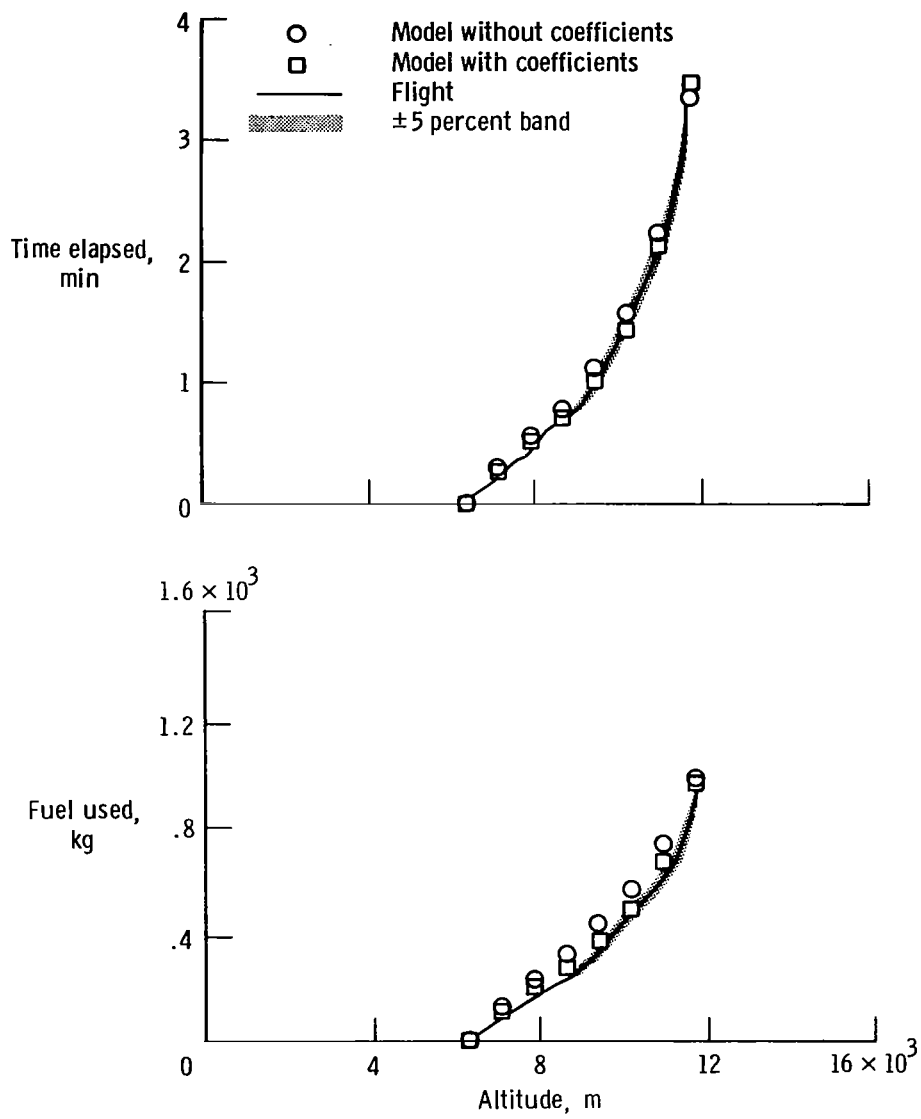 4
Model without coefficients
Model with coefficients
Flight
±5 percent band
3
Time elapsed,
min
2
1
0
1.6 × 10³
1.2
Fuel used,
kg
.8
.4
0
4
8
12
16 × 10³
Altitude, m